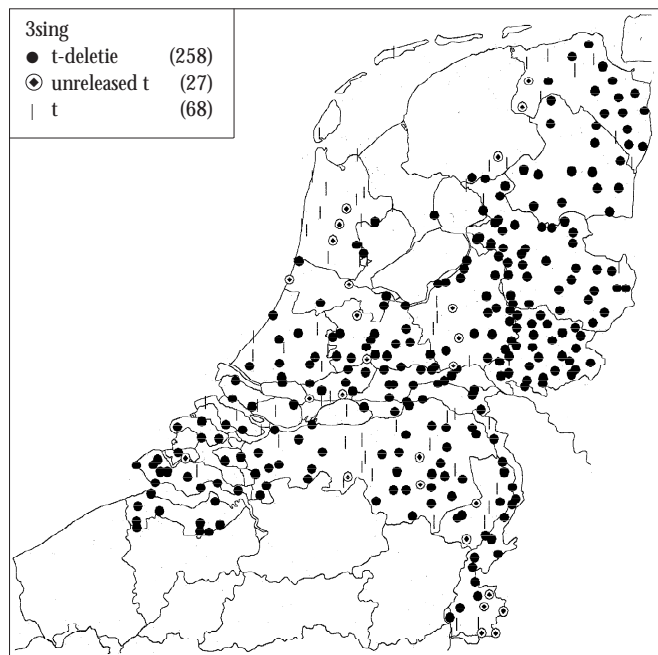 3sing
t-deletie (258)
unreleased t (27)
t (68)